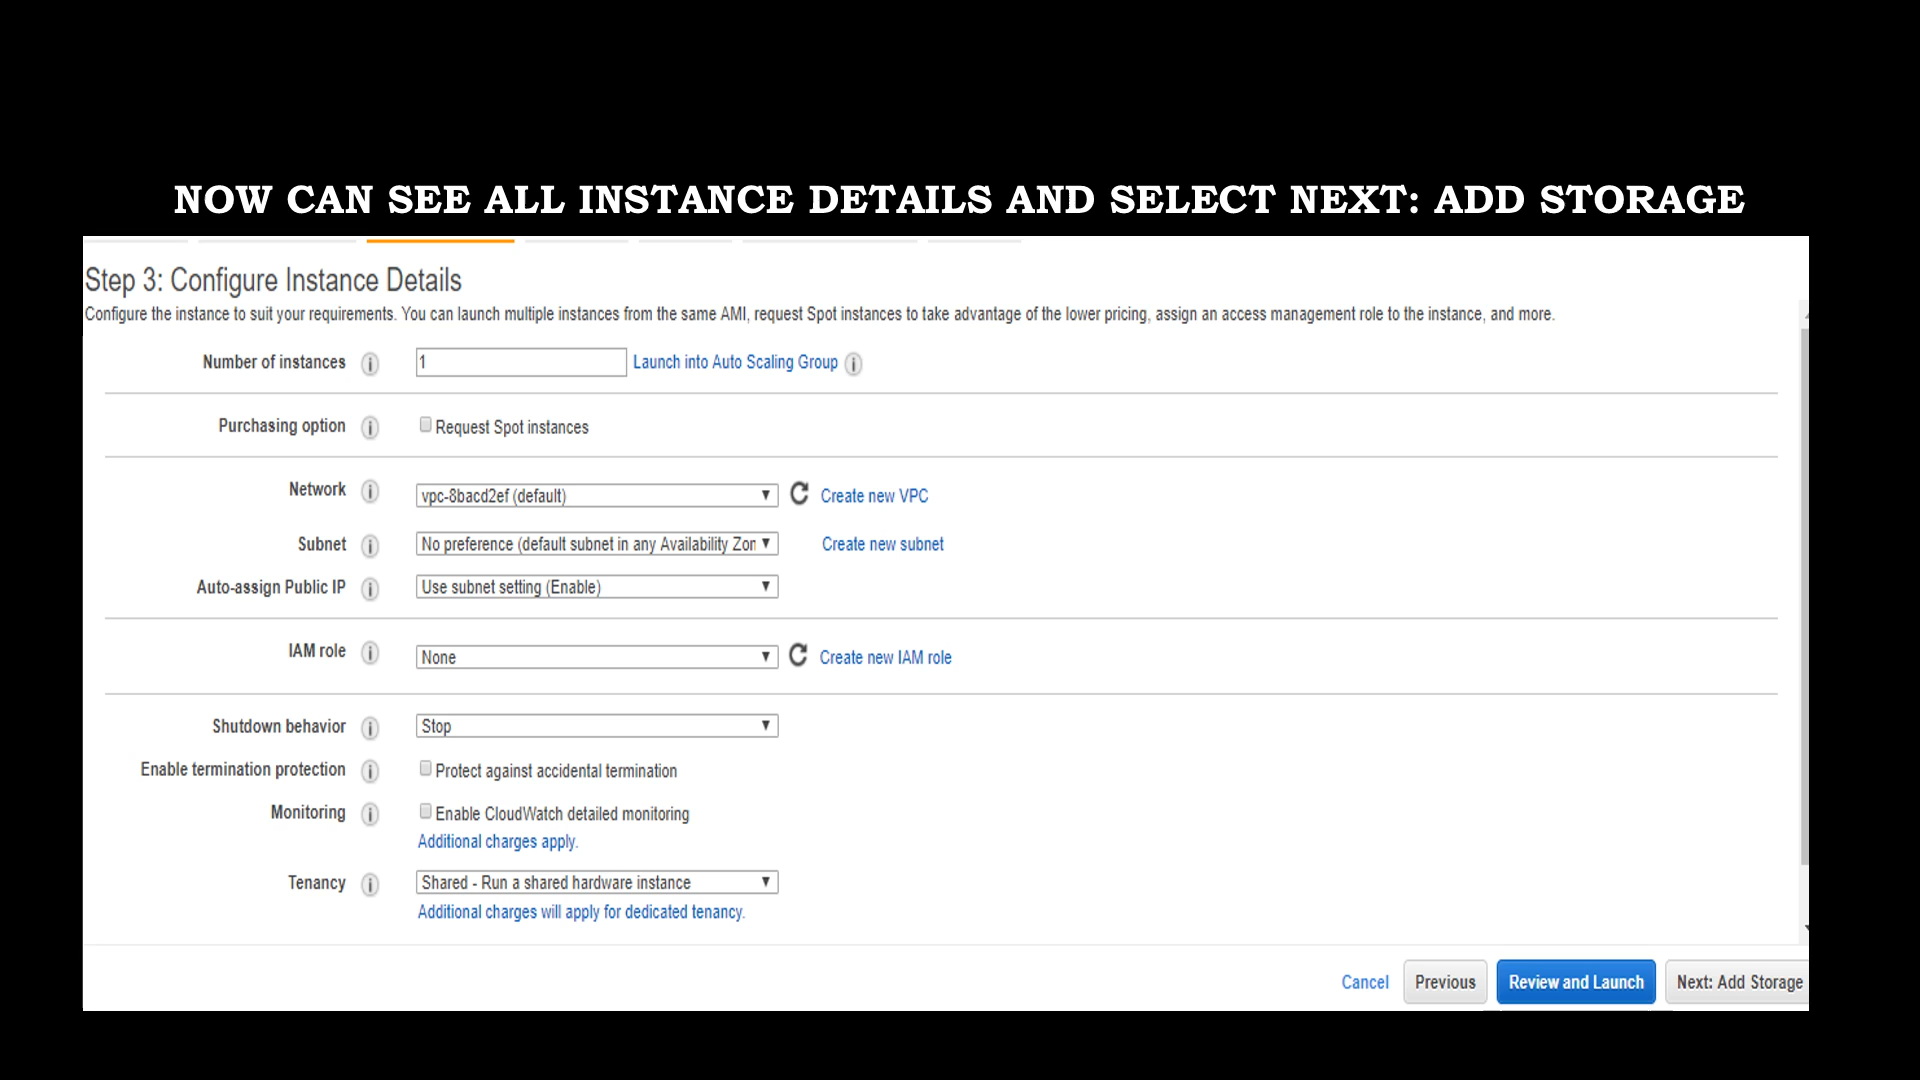 NOW CAN SEE ALL INSTANCE DETAILS AND SELECT NEXT: ADD STORAGE
Step 3: Configure Instance Details
Configure the instance to suit your requirements. You can launch multiple instances from the same AMI, request Spot instances to take advantage of the lower pricing, assign an access management role to the instance, and more.
Number of instances i 1 Launch into Auto Scaling Group i
Purchasing option i Request Spot instances
Network i vpc-8bacd2ef (default) Create new VPC
Subnet i No preference (default subnet in any Availability Zon Create new subnet
Auto-assign Public IP i Use subnet setting (Enable)
IAM role i None Create new IAM role
Shutdown behavior i Stop
Enable termination protection i Protect against accidental termination
Monitoring i Enable CloudWatch detailed monitoring
Additional charges apply.
Tenancy i Shared - Run a shared hardware instance
Additional charges will apply for dedicated tenancy.
Cancel Previous Review and Launch Next: Add Storage